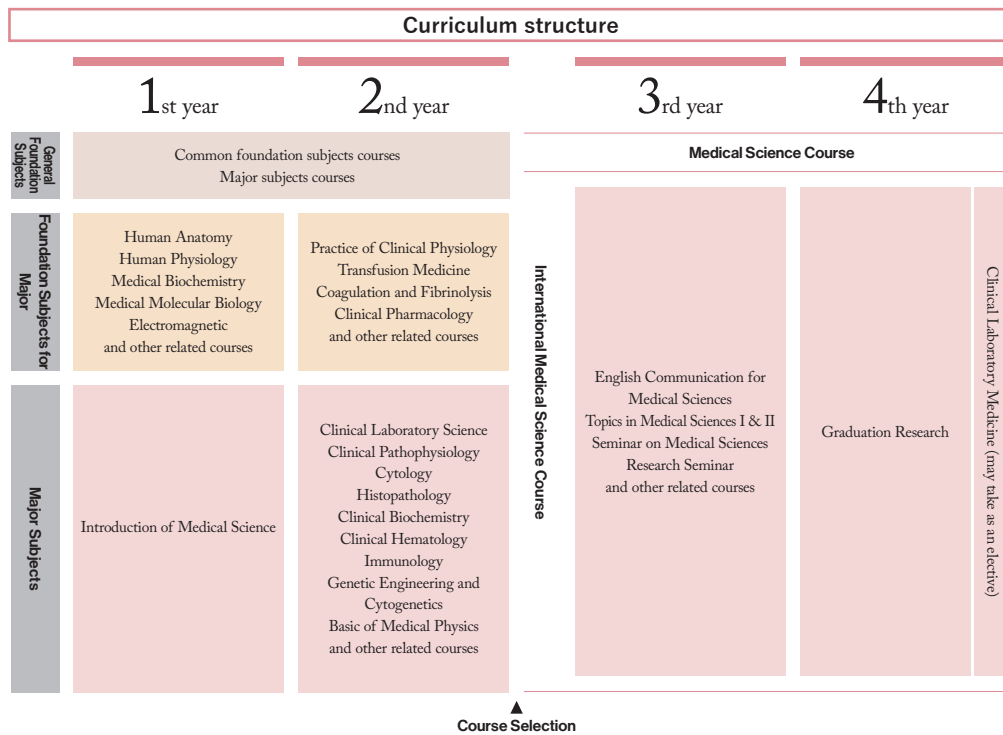 Curriculum structure
1st year
2nd year
3rd year
4th year
General
Foundation
Subjects
Common foundation subjects courses
Major subjects courses
Medical Science Course
Foundation Subjects for
Major
Human Anatomy
Human Physiology
Medical Biochemistry
Medical Molecular Biology
Electromagnetic
and other related courses
Practice of Clinical Physiology
Transfusion Medicine
Coagulation and Fibrinolysis
Clinical Pharmacology
and other related courses
Major Subjects
Introduction of Medical Science
Clinical Laboratory Science
Clinical Pathophysiology
Cytology
Histopathology
Clinical Biochemistry
Clinical Hematology
Immunology
Genetic Engineering and
Cytogenetics
Basic of Medical Physics
and other related courses
International Medical Science Course
English Communication for
Medical Sciences
Topics in Medical Sciences I & II
Seminar on Medical Sciences
Research Seminar
and other related courses
Graduation Research
Clinical Laboratory Medicine (may take as an elective)
▲
Course Selection